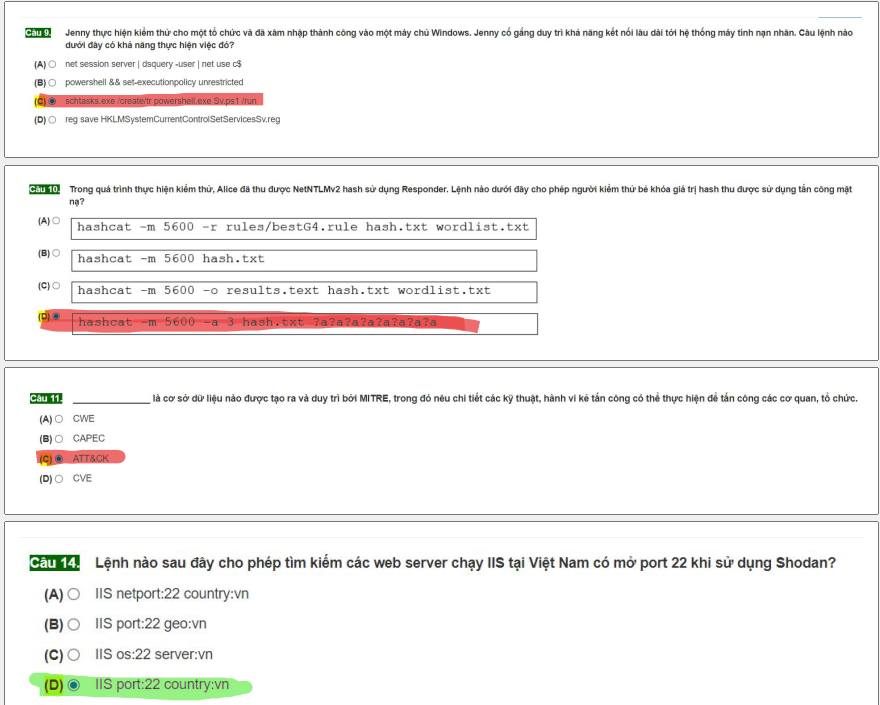 Câu 9. Jenny thực hiện kiểm thử cho một tổ chức và đã xâm nhập thành công vào một máy chủ Windows. Jenny cố gắng duy trì khả năng kết nối lâu dài tới hệ thống máy tính nạn nhân. Câu lệnh nào
dưới đây có khả năng thực hiện việc đó?
(A) net session server | dsquery -user | net use c$
(B) powershell && set-executionpolicy unrestricted
(C) schtasks.exe /create/tr powershell.exe Sv.ps1 /run
(D) reg save HKLMSystemCurrentControlSetServicesSv.reg
Câu 10. Trong quá trình thực hiện kiểm thử, Alice đã thu được NetNTLMv2 hash sử dụng Responder. Lệnh nào dưới đây cho phép người kiểm thử bẻ khóa giá trị hash thu được sử dụng tấn công mặt
nạ?
(A) hashcat -m 5600 -r rules/bestG4.rule hash.txt wordlist.txt
(B) hashcat -m 5600 hash.txt
(C) hashcat -m 5600 -o results.text hash.txt wordlist.txt
(D) hashcat -m 5600 -a 3 hash.txt ?a?a?a?a?a?a?a?a
Câu 11. ______________ là cơ sở dữ liệu nào được tạo ra và duy trì bởi MITRE, trong đó nêu chi tiết các kỹ thuật, hành vi kẻ tấn công có thể thực hiện để tấn công các cơ quan, tổ chức.
(A) CWE
(B) CAPEC
(C) ATT&CK
(D) CVE
Câu 14. Lệnh nào sau đây cho phép tìm kiếm các web server chạy IIS tại Việt Nam có mở port 22 khi sử dụng Shodan?
(A) IIS netport:22 country:vn
(B) IIS port:22 geo:vn
(C) IIS os:22 server:vn
(D) IIS port:22 country:vn